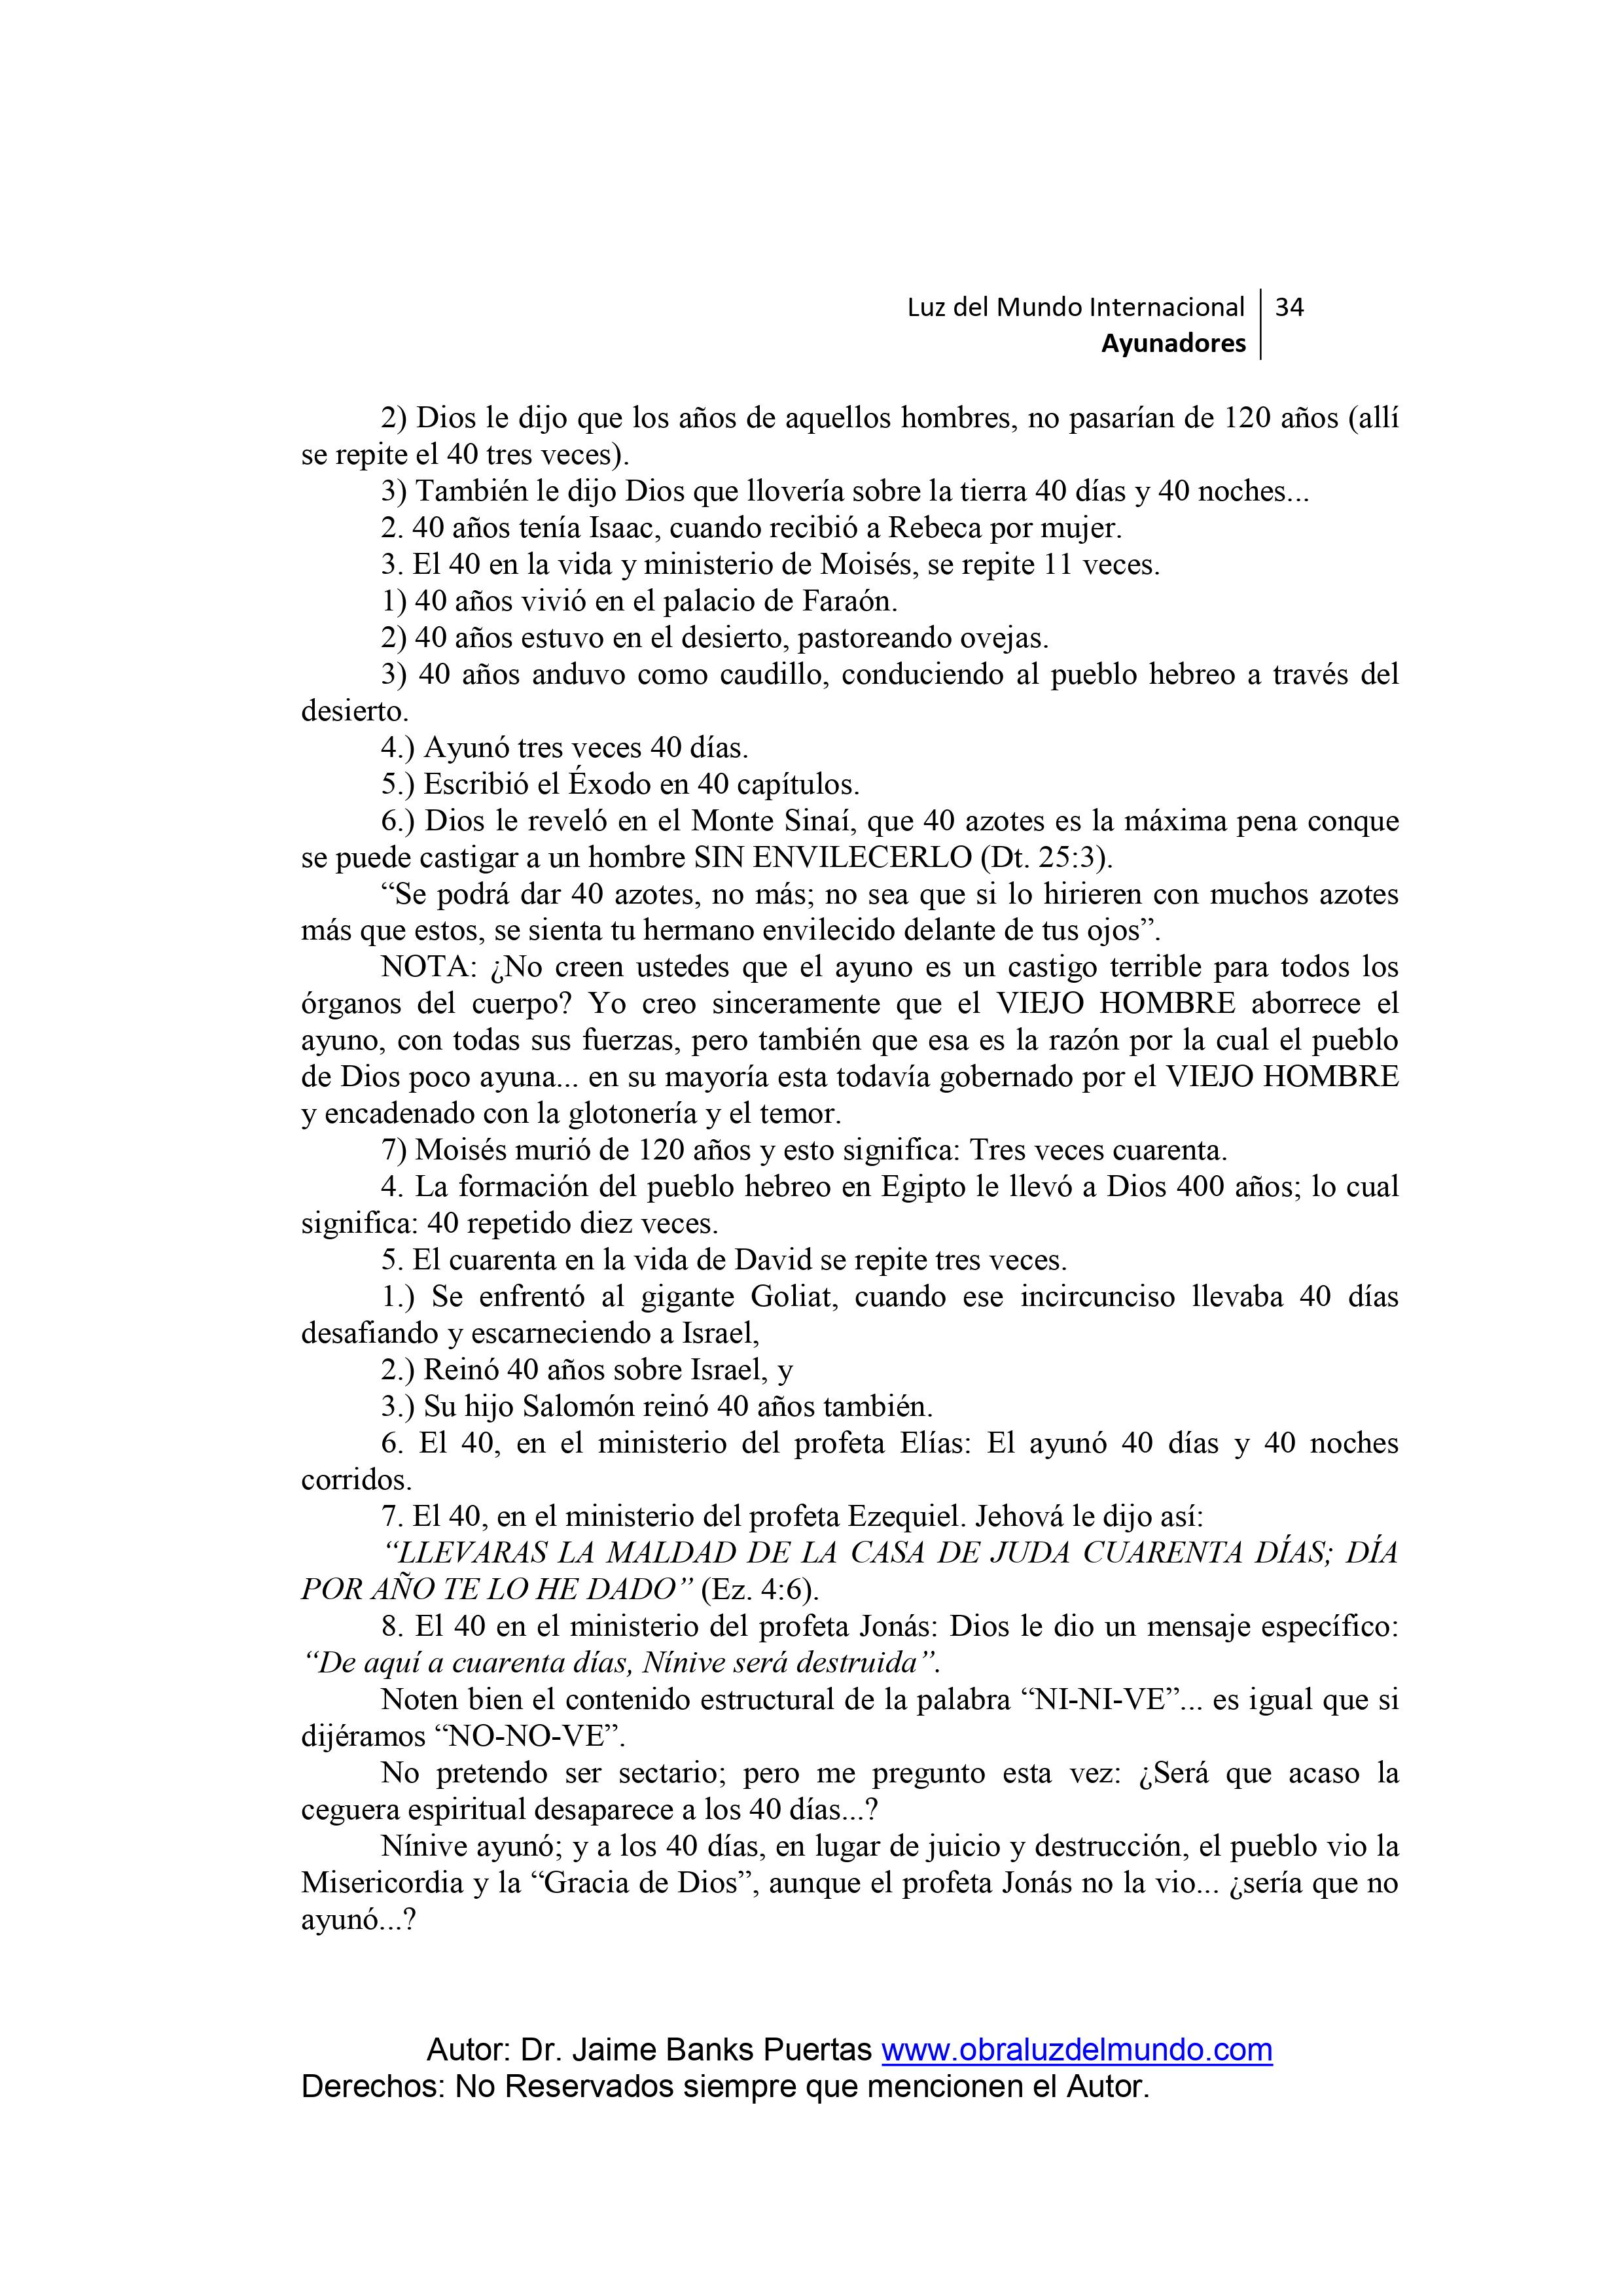 Luz del Mundo Internacional 34
Ayunadores
2) Dios le dijo que los años de aquellos hombres, no pasarían de 120 años (allí
se repite el 40 tres veces).
3) También le dijo Dios que llovería sobre la tierra 40 días y 40 noches...
2. 40 años tenía Isaac, cuando recibió a Rebeca por mujer.
3. El 40 en la vida y ministerio de Moisés, se repite 11 veces.
1) 40 años vivió en el palacio de Faraón.
2) 40 años estuvo en el desierto, pastoreando ovejas.
3) 40 años anduvo como caudillo, conduciendo al pueblo hebreo a través del
desierto.
4.) Ayunó tres veces 40 días.
5.) Escribió el Éxodo en 40 capítulos.
6.) Dios le reveló en el Monte Sinaí, que 40 azotes es la máxima pena conque
se puede castigar a un hombre SIN ENVILECERLO (Dt. 25:3).
“Se podrá dar 40 azotes, no más; no sea que si lo hirieren con muchos azotes
más que estos, se sienta tu hermano envilecido delante de tus ojos”.
NOTA: ¿No creen ustedes que el ayuno es un castigo terrible para todos los
órganos del cuerpo? Yo creo sinceramente que el VIEJO HOMBRE aborrece el
ayuno, con todas sus fuerzas, pero también que esa es la razón por la cual el pueblo
de Dios poco ayuna... en su mayoría esta todavía gobernado por el VIEJO HOMBRE
y encadenado con la glotonería y el temor.
7) Moisés murió de 120 años y esto significa: Tres veces cuarenta.
4. La formación del pueblo hebreo en Egipto le llevó a Dios 400 años; lo cual
significa: 40 repetido diez veces.
5. El cuarenta en la vida de David se repite tres veces.
1.) Se enfrentó al gigante Goliat, cuando ese incircunciso llevaba 40 días
desafiando y escarneciendo a Israel,
2.) Reinó 40 años sobre Israel, y
3.) Su hijo Salomón reinó 40 años también.
6. El 40, en el ministerio del profeta Elías: El ayunó 40 días y 40 noches
corridos.
7. El 40, en el ministerio del profeta Ezequiel. Jehová le dijo así:
“LLEVARAS LA MALDAD DE LA CASA DE JUDA CUARENTA DÍAS; DÍA
POR AÑO TE LO HE DADO” (Ez. 4:6).
8. El 40 en el ministerio del profeta Jonás: Dios le dio un mensaje específico:
“De aquí a cuarenta días, Nínive será destruida”.
Noten bien el contenido estructural de la palabra “NI-NI-VE”... es igual que si
dijéramos “NO-NO-VE”.
No pretendo ser sectario; pero me pregunto esta vez: ¿Será que acaso la
ceguera espiritual desaparece a los 40 días...?
Nínive ayunó; y a los 40 días, en lugar de juicio y destrucción, el pueblo vio la
Misericordia y la “Gracia de Dios”, aunque el profeta Jonás no la vio... ¿sería que no
ayunó...?
Autor: Dr. Jaime Banks Puertas www.obraluzdelmundo.com
Derechos: No Reservados siempre que mencionen el Autor.